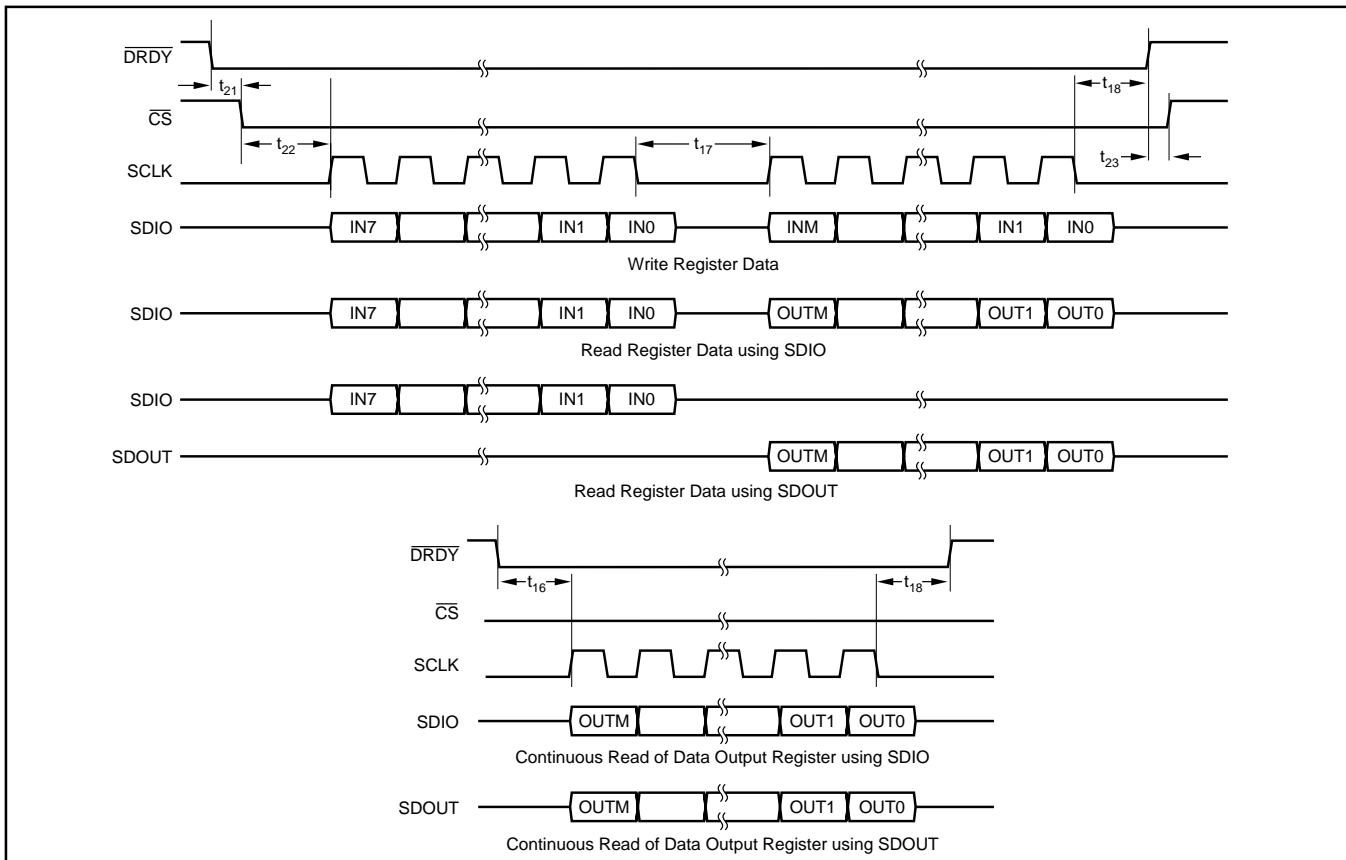 DRDY
t21
t18
CS
t22
t17
t23
SCLK
SDIO IN7 IN1 IN0 INM IN1 IN0
Write Register Data
SDIO IN7 IN1 IN0 OUTM OUT1 OUT0
Read Register Data using SDIO
SDIO IN7 IN1 IN0
SDOUT OUTM OUT1 OUT0
Read Register Data using SDOUT
DRDY
t16 t18
CS
SCLK
SDIO OUTM OUT1 OUT0
Continuous Read of Data Output Register using SDIO
SDOUT OUTM OUT1 OUT0
Continuous Read of Data Output Register using SDOUT